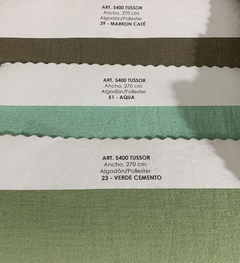 ART. 5400 TUSSOR
Ancho. 270 cm
Algodón/Poliester
39 - MARRON CAFÉ
ART. 5400 TUSSOR
Ancho. 270 cm
Algodón/Poliester
51 - AQUA
ART. 5400 TUSSOR
Ancho. 270 cm
Algodón/Poliester
23 - VERDE CEMENTO